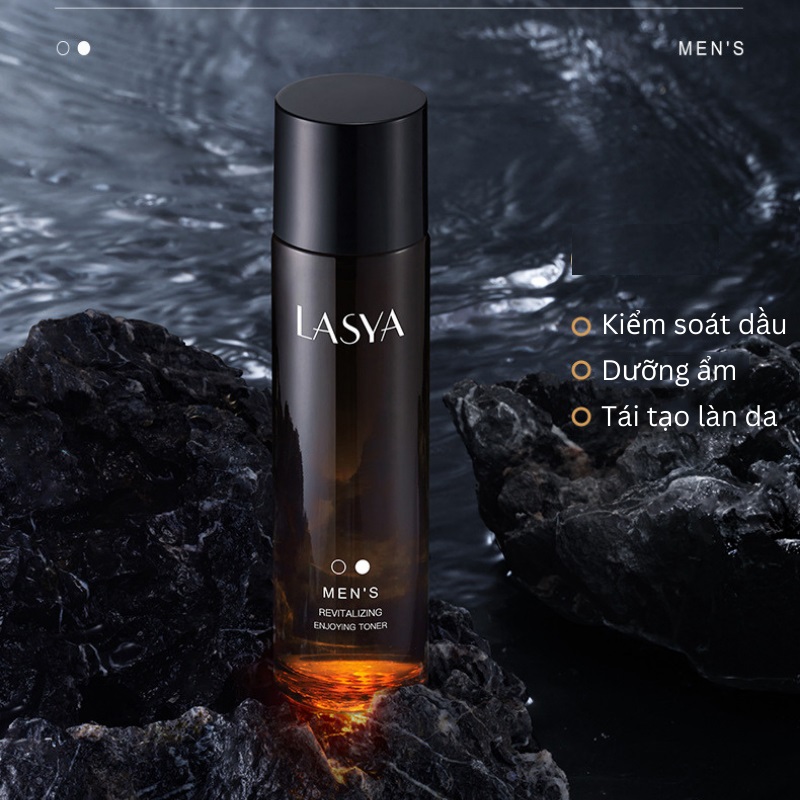 MEN'S
LASYA
Kiểm soát dầu
Dưỡng ẩm
Tái tạo làn da
MEN'S
REVITALIZING
ENJOYING TONER